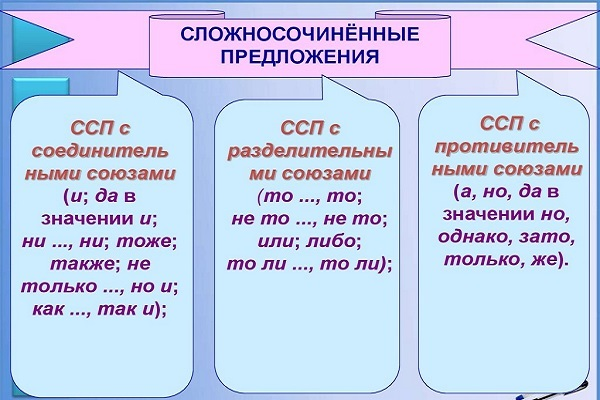 СЛОЖНОСОЧИНЁННЫЕ
ПРЕДЛОЖЕНИЯ
ССП с
соединитель
ными союзами
(и; да в
значении и;
ни ..., ни; тоже;
также; не
только ..., но и;
как ..., так и);
ССП с
разделительны
ми союзами
(то ..., то;
не то ..., не то;
или; либо;
то ли ..., то ли);
ССП с
противитель
ными союзами
(а, но, да в
значении но,
однако, зато,
только, же).